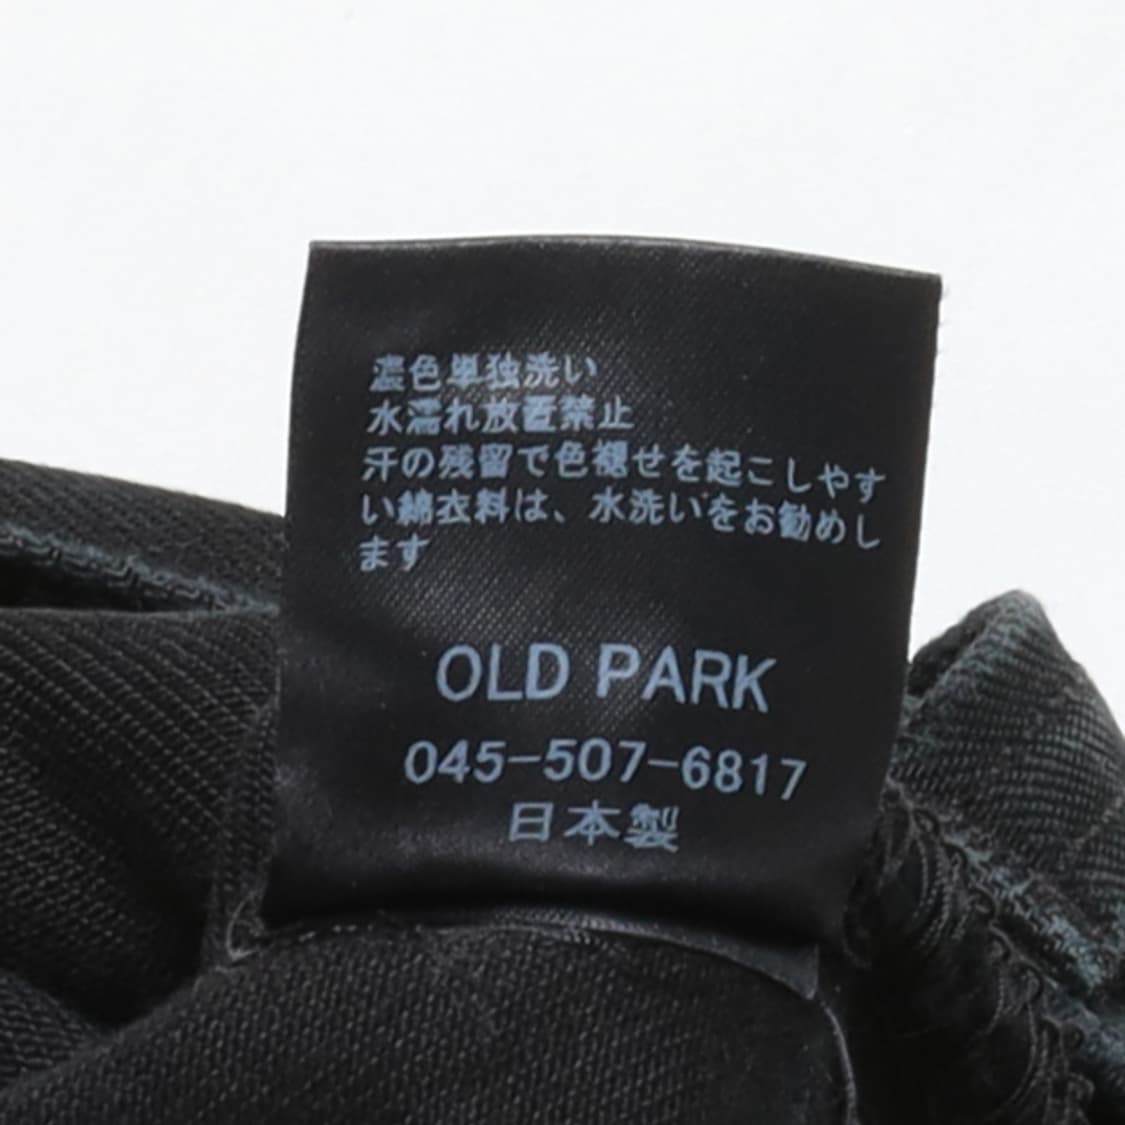 濃色単独洗い
水濡れ放置禁止
汗の残留で色褪せを起こしやす
い綿衣料は、水洗いをお勧めし
ます
OLD PARK
045-507-6817
日本製